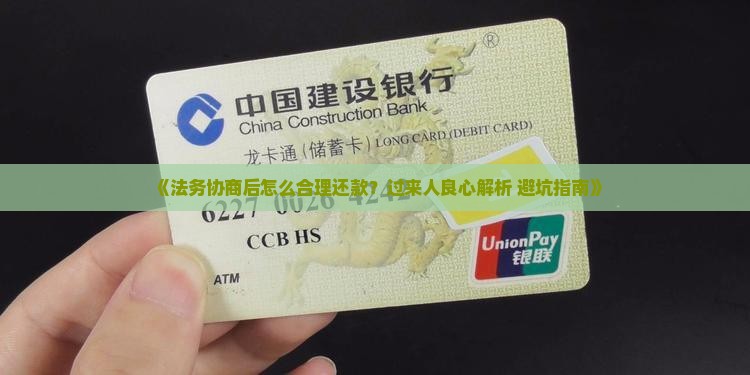 ®
中国建设银行
China Construction Bank
龙卡通(储蓄卡) LONG CARD (DEBIT CARD)
《法务协商后怎么合理还款？过来人良心解析 避坑指南》
6227 0026
CCB HS
UnionPay
银联
ATM